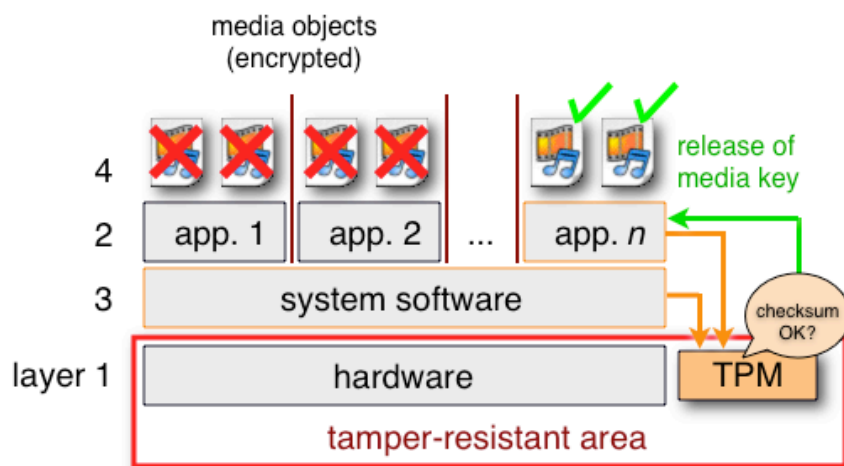 media objects
(encrypted)
4
release of
media key
2
app. 1
app. 2
...
app. n
3
system software
checksum
OK?
layer 1
hardware
TPM
tamper-resistant area